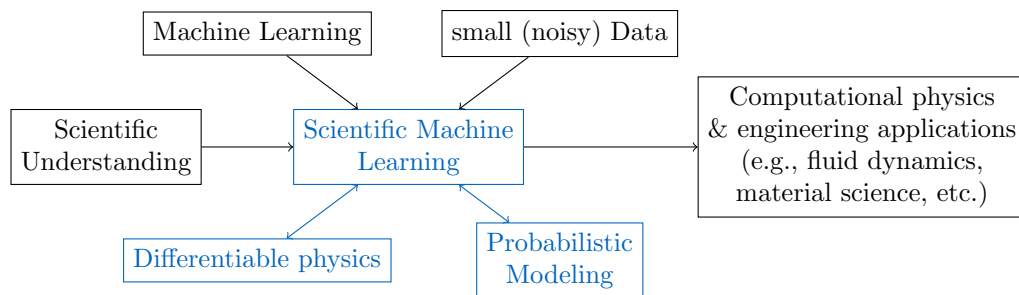 Machine Learning
small (noisy) Data
Scientific
Understanding
Scientific Machine
Learning
Computational physics
& engineering applications
(e.g., fluid dynamics,
material science, etc.)
Differentiable physics
Probabilistic
Modeling